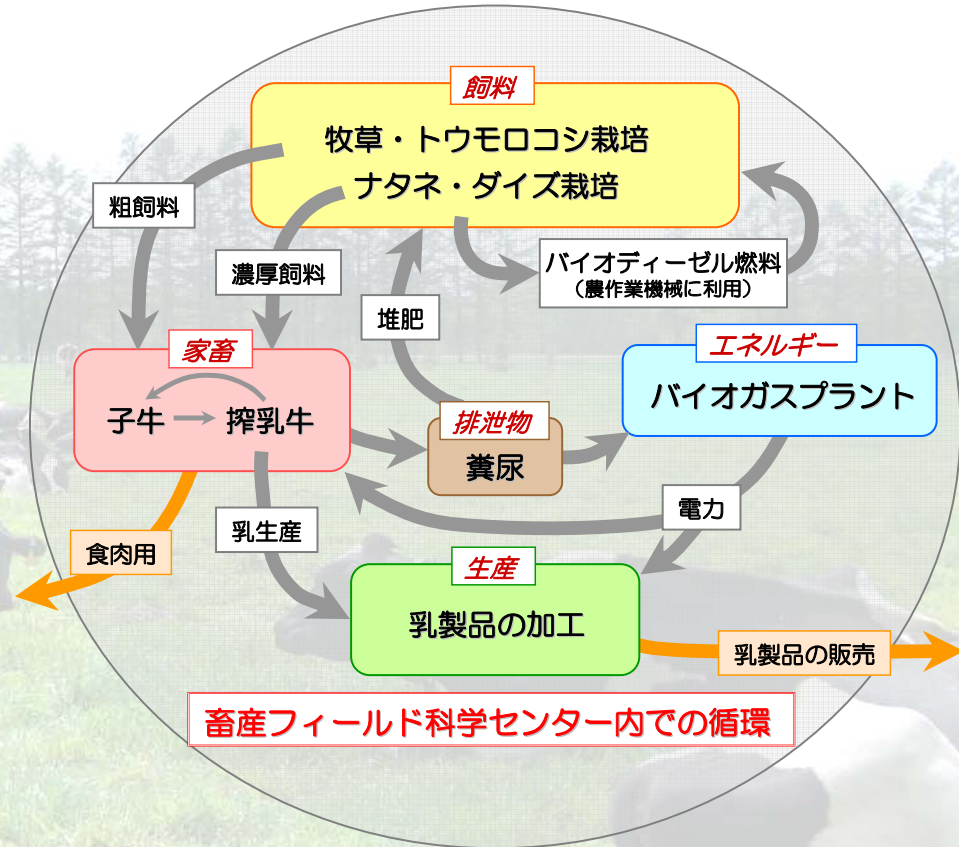 飼料
牧草・トウモロコシ栽培
ナタネ・ダイズ栽培
粗飼料
濃厚飼料
バイオディーゼル燃料
（農作業機械に利用）
堆肥
家畜
エネルギー
子牛
搾乳牛
バイオガスプラント
排泄物
糞尿
電力
乳生産
食肉用
生産
乳製品の加工
乳製品の販売
畜産フィールド科学センター内での循環